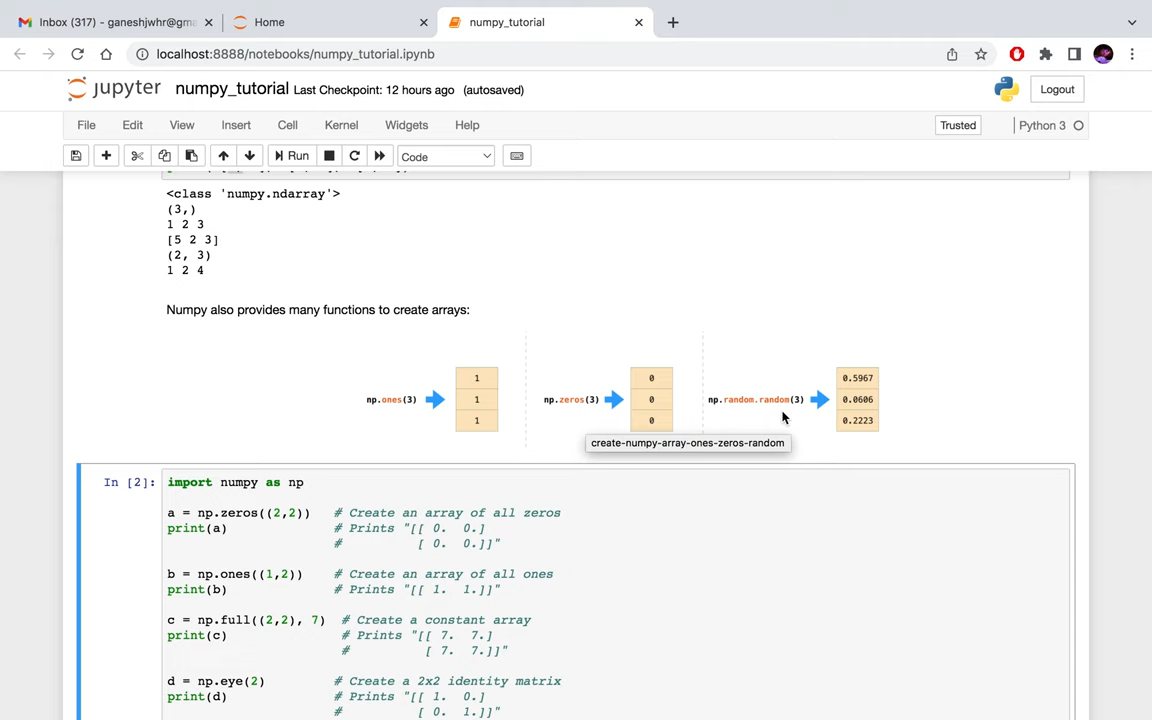 Inbox (317) - ganeshjwhr@gma
Home
numpy_tutorial
localhost:8888/notebooks/numpy_tutorial.ipynb
jupyter numpy_tutorial Last Checkpoint: 12 hours ago (autosaved)
Logout
File Edit View Insert Cell Kernel Widgets Help
Trusted
Python 3
Run
Code
<class 'numpy.ndarray'>
(3,)
1 2 3
[5 2 3]
(2, 3)
1 2 4
Numpy also provides many functions to create arrays:
np.ones(3) 1 1 1
np.zeros(3) 0 0 0
np.random.random(3) 0.5967 0.0606 0.2223
create-numpy-array-ones-zeros-random
In [2]: import numpy as np
a = np.zeros((2,2))   # Create an array of all zeros
print(a)              # Prints "[[ 0.  0.]
                      #          [ 0.  0.]]"
b = np.ones((1,2))    # Create an array of all ones
print(b)              # Prints "[[ 1.  1.]]"
c = np.full((2,2), 7)  # Create a constant array
print(c)               # Prints "[[ 7.  7.]
                       #          [ 7.  7.]]"
d = np.eye(2)         # Create a 2x2 identity matrix
print(d)              # Prints "[[ 1.  0.]
                      #          [ 0.  1.]]"